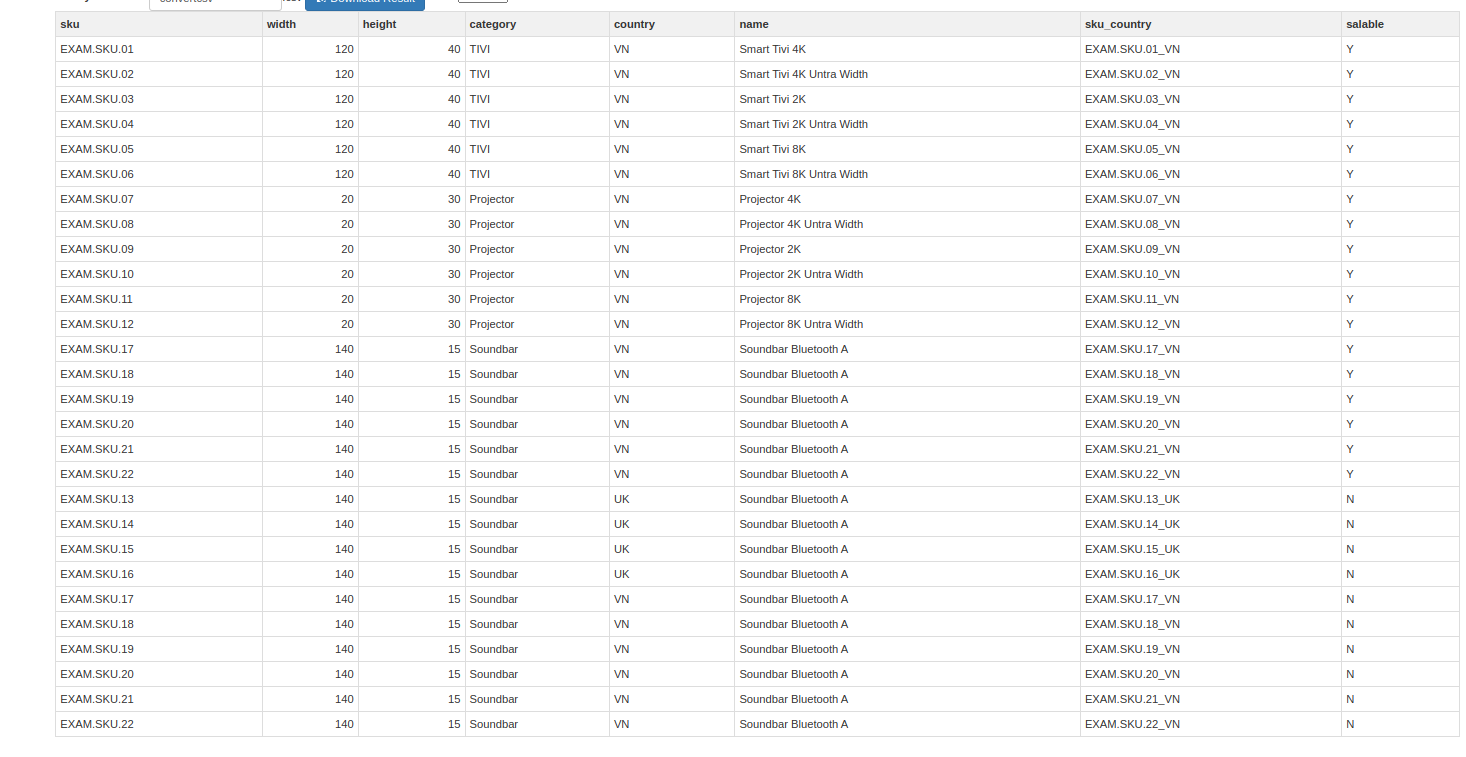 Download Result
sku width height category country name sku_country salable
EXAM.SKU.01 120 40 TIVI VN Smart Tivi 4K EXAM.SKU.01_VN Y
EXAM.SKU.02 120 40 TIVI VN Smart Tivi 4K Untra Width EXAM.SKU.02_VN Y
EXAM.SKU.03 120 40 TIVI VN Smart Tivi 2K EXAM.SKU.03_VN Y
EXAM.SKU.04 120 40 TIVI VN Smart Tivi 2K Untra Width EXAM.SKU.04_VN Y
EXAM.SKU.05 120 40 TIVI VN Smart Tivi 8K EXAM.SKU.05_VN Y
EXAM.SKU.06 120 40 TIVI VN Smart Tivi 8K Untra Width EXAM.SKU.06_VN Y
EXAM.SKU.07 20 30 Projector VN Projector 4K EXAM.SKU.07_VN Y
EXAM.SKU.08 20 30 Projector VN Projector 4K Untra Width EXAM.SKU.08_VN Y
EXAM.SKU.09 20 30 Projector VN Projector 2K EXAM.SKU.09_VN Y
EXAM.SKU.10 20 30 Projector VN Projector 2K Untra Width EXAM.SKU.10_VN Y
EXAM.SKU.11 20 30 Projector VN Projector 8K EXAM.SKU.11_VN Y
EXAM.SKU.12 20 30 Projector VN Projector 8K Untra Width EXAM.SKU.12_VN Y
EXAM.SKU.17 140 15 Soundbar VN Soundbar Bluetooth A EXAM.SKU.17_VN Y
EXAM.SKU.18 140 15 Soundbar VN Soundbar Bluetooth A EXAM.SKU.18_VN Y
EXAM.SKU.19 140 15 Soundbar VN Soundbar Bluetooth A EXAM.SKU.19_VN Y
EXAM.SKU.20 140 15 Soundbar VN Soundbar Bluetooth A EXAM.SKU.20_VN Y
EXAM.SKU.21 140 15 Soundbar VN Soundbar Bluetooth A EXAM.SKU.21_VN Y
EXAM.SKU.22 140 15 Soundbar VN Soundbar Bluetooth A EXAM.SKU.22_VN Y
EXAM.SKU.13 140 15 Soundbar UK Soundbar Bluetooth A EXAM.SKU.13_UK N
EXAM.SKU.14 140 15 Soundbar UK Soundbar Bluetooth A EXAM.SKU.14_UK N
EXAM.SKU.15 140 15 Soundbar UK Soundbar Bluetooth A EXAM.SKU.15_UK N
EXAM.SKU.16 140 15 Soundbar UK Soundbar Bluetooth A EXAM.SKU.16_UK N
EXAM.SKU.17 140 15 Soundbar VN Soundbar Bluetooth A EXAM.SKU.17_VN N
EXAM.SKU.18 140 15 Soundbar VN Soundbar Bluetooth A EXAM.SKU.18_VN N
EXAM.SKU.19 140 15 Soundbar VN Soundbar Bluetooth A EXAM.SKU.19_VN N
EXAM.SKU.20 140 15 Soundbar VN Soundbar Bluetooth A EXAM.SKU.20_VN N
EXAM.SKU.21 140 15 Soundbar VN Soundbar Bluetooth A EXAM.SKU.21_VN N
EXAM.SKU.22 140 15 Soundbar VN Soundbar Bluetooth A EXAM.SKU.22_VN N